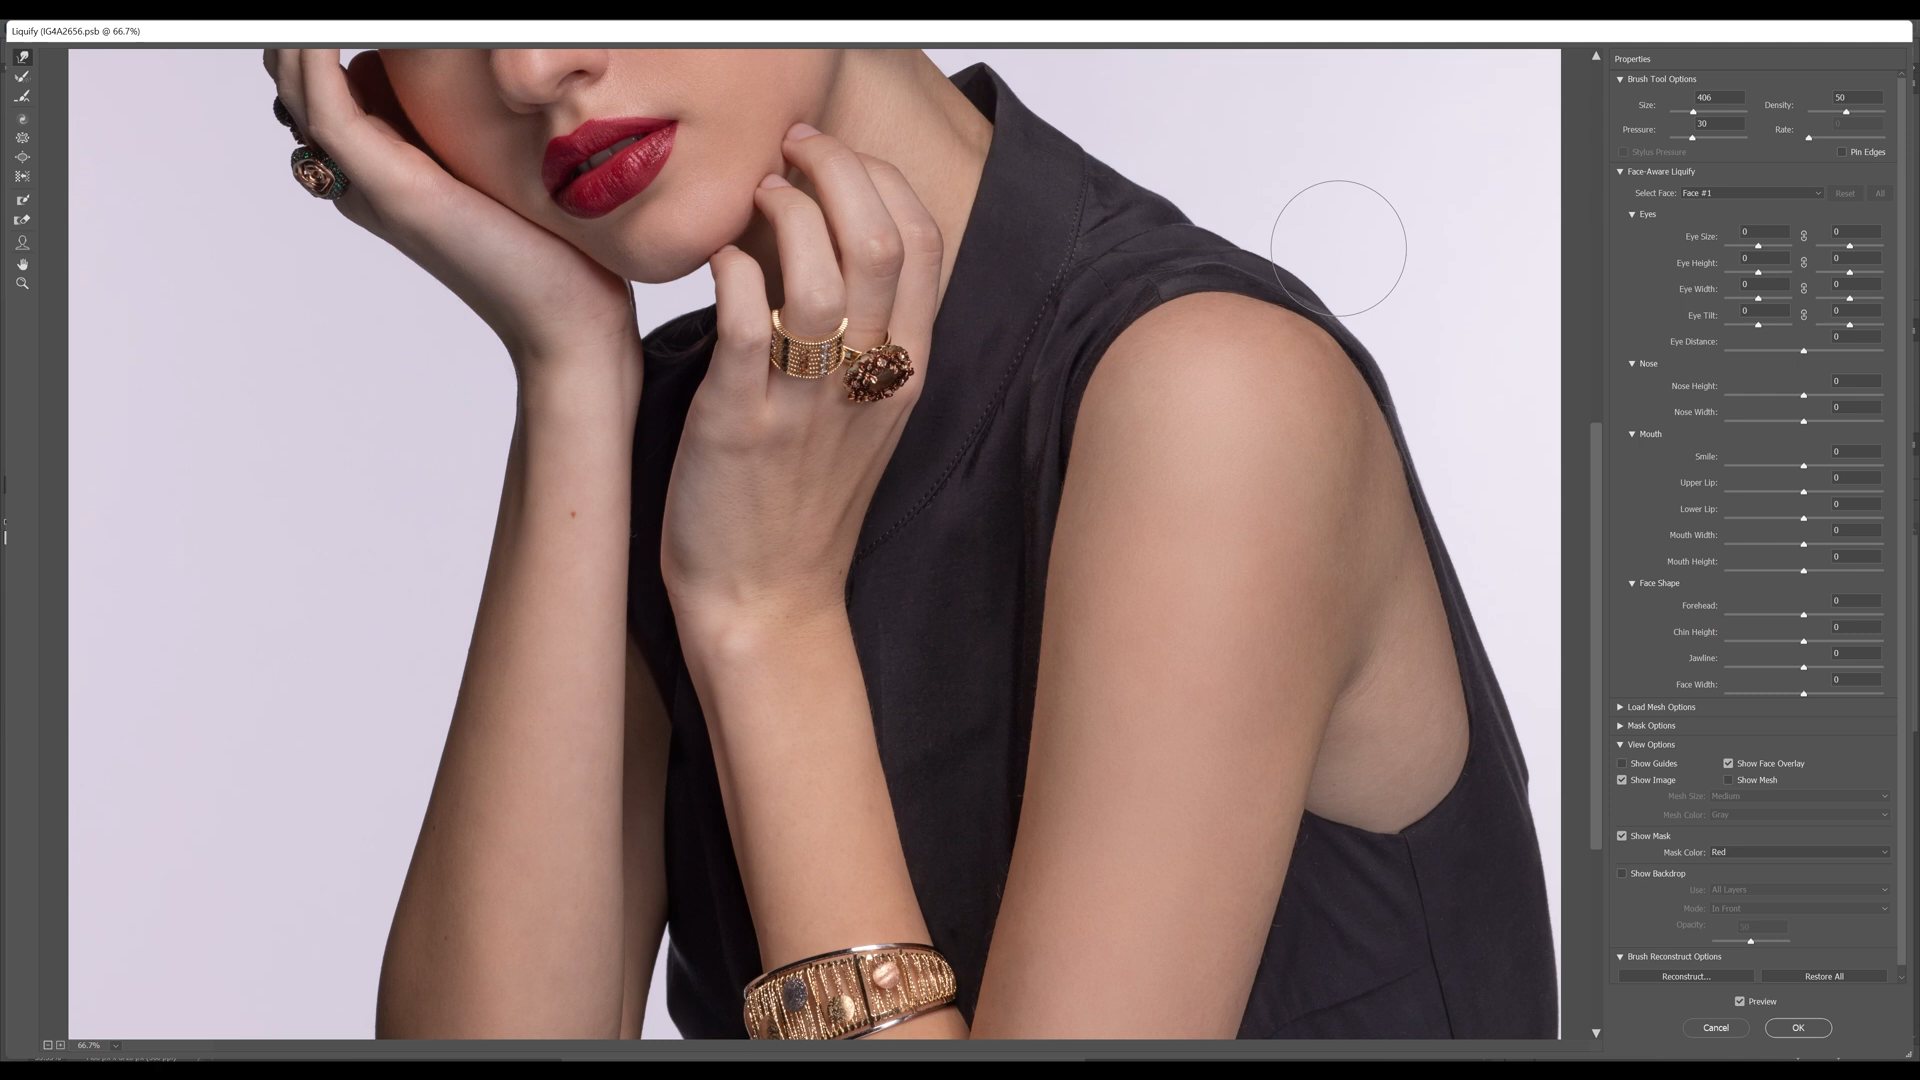 Liquify (IG4A2656.psb @ 66.7%)
Properties
Brush Tool Options
Size: 406 Density: 50
Pressure: 30 Rate: 0
Stylus Pressure Pin Edges
Face-Aware Liquify
Select Face: Face #1 Reset All
Eyes
Eye Size: 0 0
Eye Height: 0 0
Eye Width: 0 0
Eye Tilt: 0 0
Eye Distance: 0
Nose
Nose Height: 0
Nose Width: 0
Mouth
Smile: 0
Upper Lip: 0
Lower Lip: 0
Mouth Width: 0
Mouth Height: 0
Face Shape
Forehead: 0
Chin Height: 0
Jawline: 0
Face Width: 0
Load Mesh Options
Mask Options
View Options
Show Guides Show Face Overlay
Show Image Show Mesh
Mesh Size: Medium
Mesh Color: Gray
Show Mask
Mask Color: Red
Show Backdrop
Use: All Layers
Mode: In Front
Opacity: 50
Brush Reconstruct Options
Reconstruct... Restore All
Preview
Cancel OK
66.7%